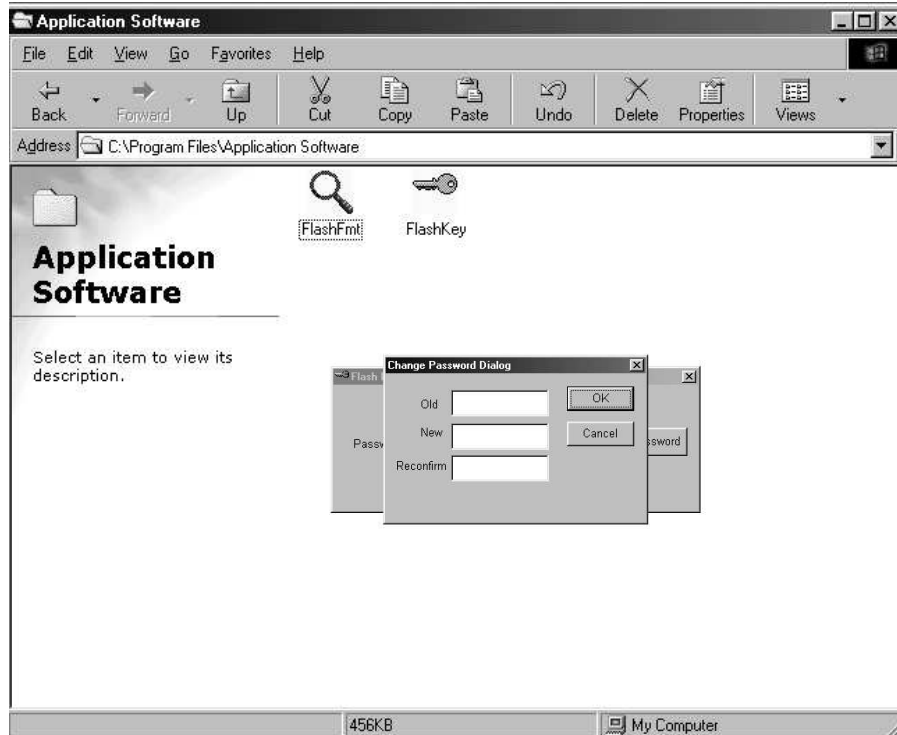 Application Software
File Edit View Go Favorites Help
Back Forward Up Cut Copy Paste Undo Delete Properties Views
Address C:\Program Files\Application Software
FlashFmt FlashKey
Application
Software
Select an item to view its
description.
Flash
Change Password Dialog
Old
OK
New
Cancel
Reconfirm
456KB My Computer